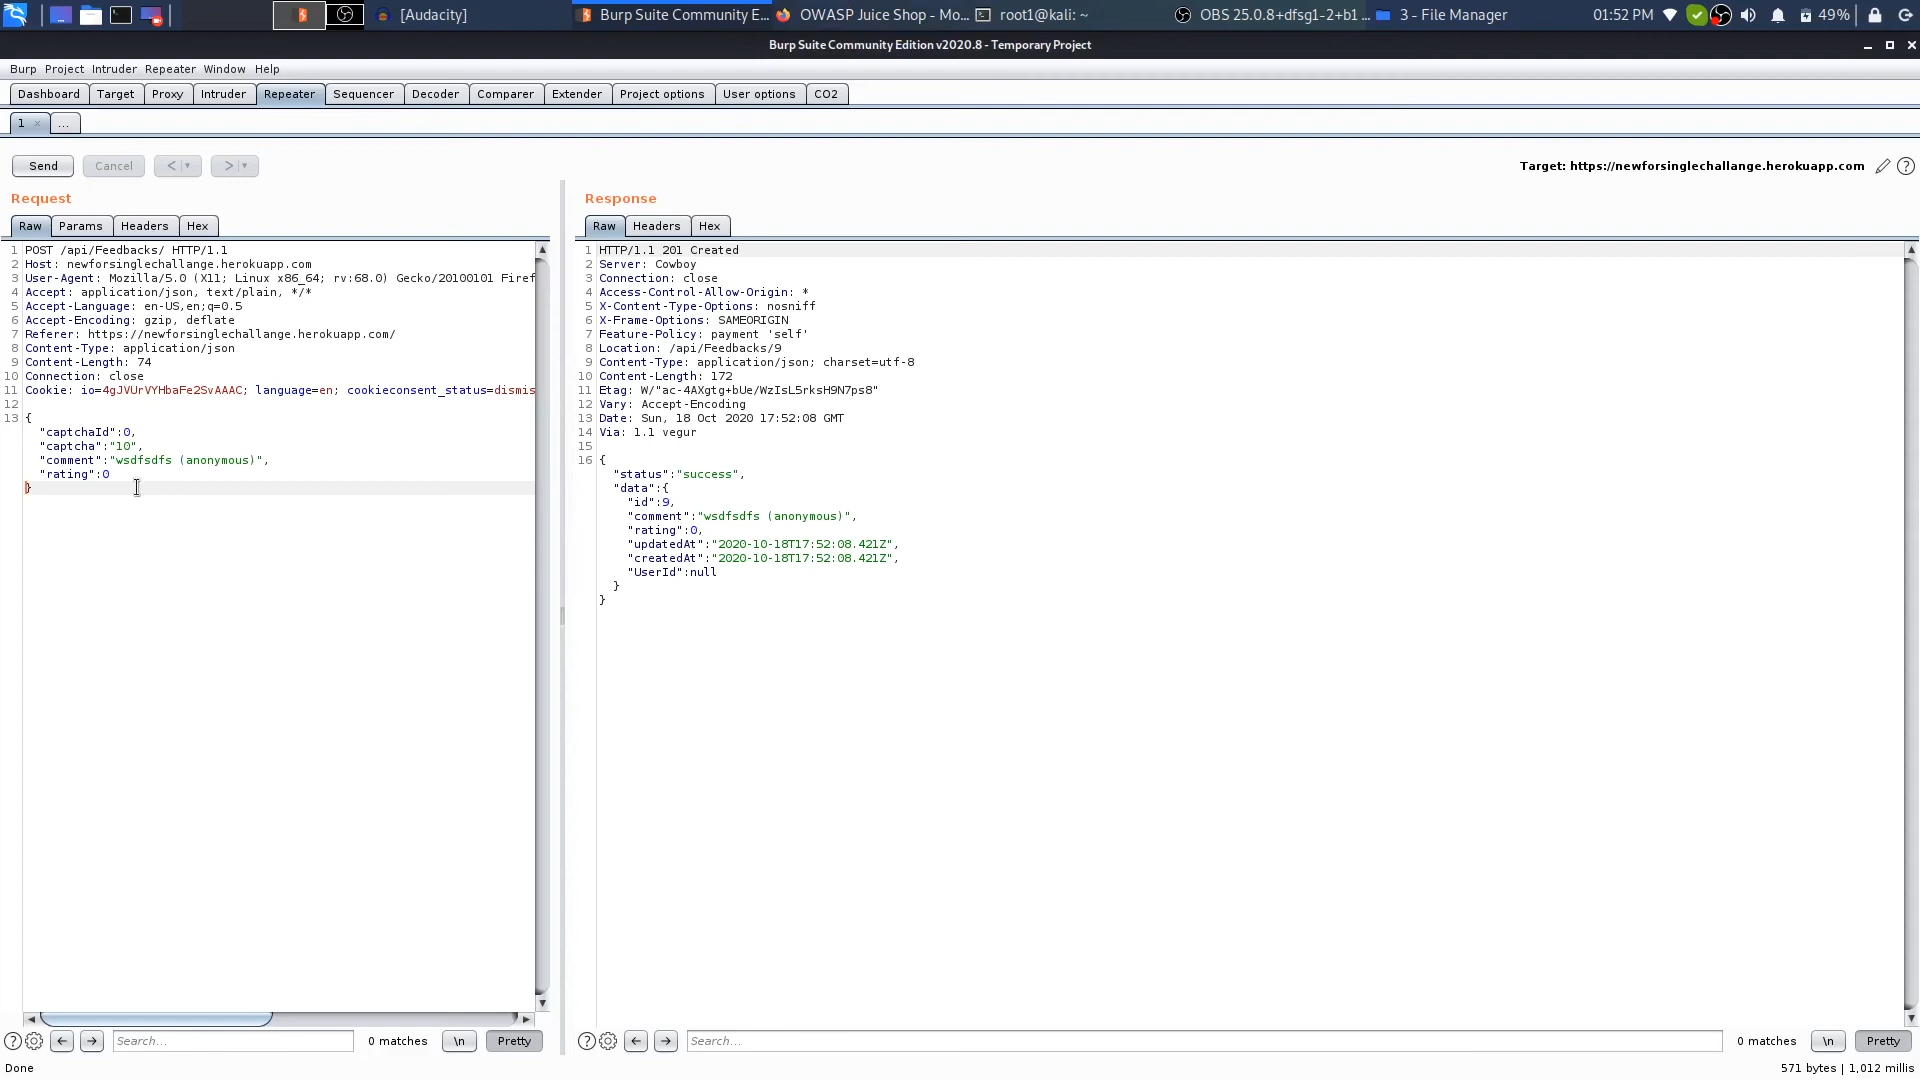 [Audacity] Burp Suite Community E... OWASP Juice Shop - Mo... root1@kali: ~ OBS 25.0.8+dfsg1-2+b1 ... 3 - File Manager 01:52 PM 49%
Burp Suite Community Edition v2020.8 - Temporary Project
Burp Project Intruder Repeater Window Help
Dashboard Target Proxy Intruder Repeater Sequencer Decoder Comparer Extender Project options User options CO2
1 × ...
Send Cancel < > Target: https://newforsinglechallange.herokuapp.com ?
Request
Raw Params Headers Hex
1 POST /api/Feedbacks/ HTTP/1.1
2 Host: newforsinglechallange.herokuapp.com
3 User-Agent: Mozilla/5.0 (X11; Linux x86_64; rv:68.0) Gecko/20100101 Firef
4 Accept: application/json, text/plain, */*
5 Accept-Language: en-US,en;q=0.5
6 Accept-Encoding: gzip, deflate
7 Referer: https://newforsinglechallange.herokuapp.com/
8 Content-Type: application/json
9 Content-Length: 74
10 Connection: close
11 Cookie: io=4gJVUrVYHbaFe2SvAAAC; language=en; cookieconsent_status=dismis
12
13 {
"captchaId":0,
"captcha":"10",
"comment":"wsdfsdfs (anonymous)",
"rating":0
}
Response
Raw Headers Hex
1 HTTP/1.1 201 Created
2 Server: Cowboy
3 Connection: close
4 Access-Control-Allow-Origin: *
5 X-Content-Type-Options: nosniff
6 X-Frame-Options: SAMEORIGIN
7 Feature-Policy: payment 'self'
8 Location: /api/Feedbacks/9
9 Content-Type: application/json; charset=utf-8
10 Content-Length: 172
11 Etag: W/"ac-4AXgtg+bUe/WzIsL5rksH9N7ps8"
12 Vary: Accept-Encoding
13 Date: Sun, 18 Oct 2020 17:52:08 GMT
14 Via: 1.1 vegur
15
16 {
"status":"success",
"data":{
"id":9,
"comment":"wsdfsdfs (anonymous)",
"rating":0,
"updatedAt":"2020-10-18T17:52:08.421Z",
"createdAt":"2020-10-18T17:52:08.421Z",
"UserId":null
}
}
? Search... 0 matches \n Pretty
? Search... 0 matches \n Pretty
Done 571 bytes | 1,012 millis